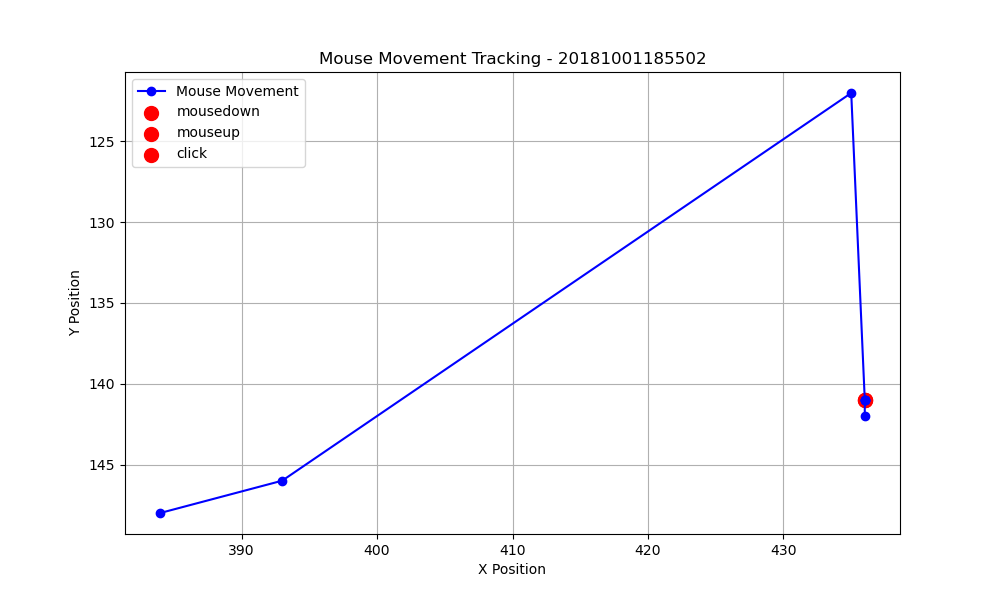 Mouse Movement Tracking - 20181001185502
Mouse Movement
mousedown
mouseup
click
125
130
135
140
145
Y Position
390
400
410
420
430
X Position